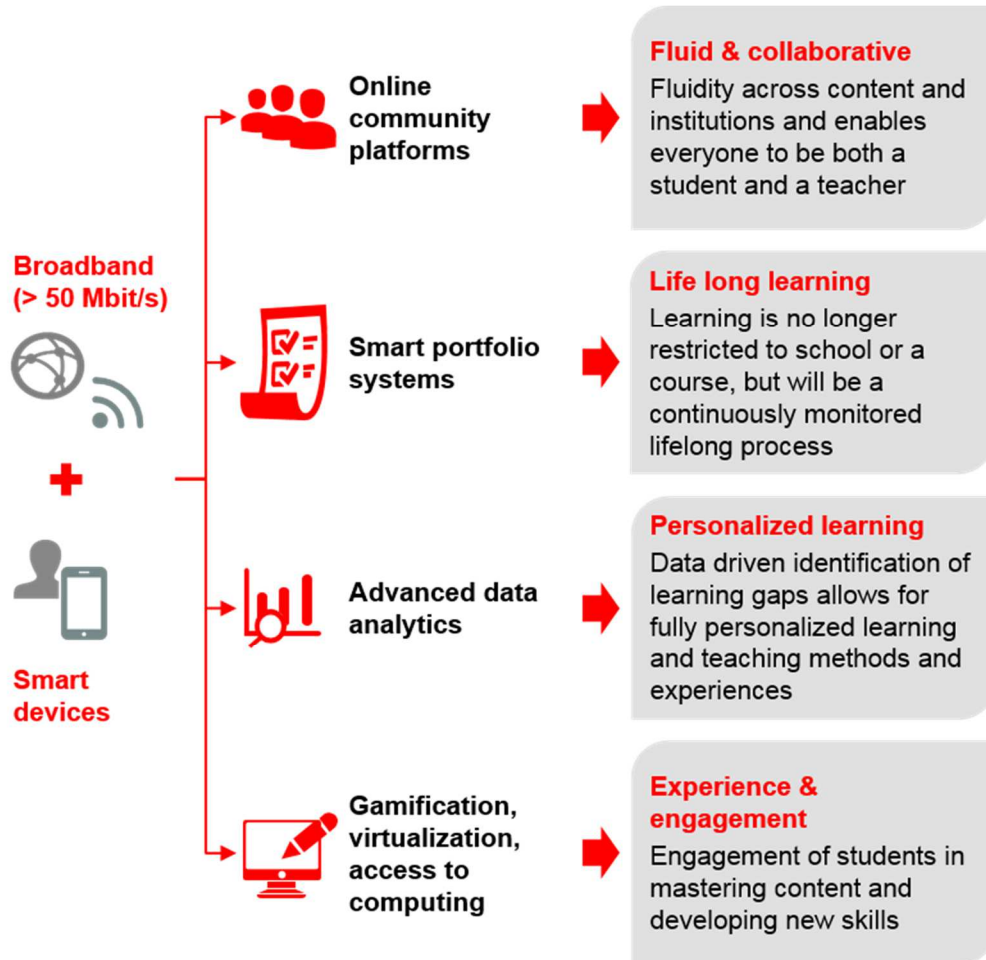 Broadband
(> 50 Mbit/s)
Smart
devices
Online
community
platforms
Fluid & collaborative
Fluidity across content and
institutions and enables
everyone to be both a
student and a teacher
Smart portfolio
systems
Life long learning
Learning is no longer
restricted to school or a
course, but will be a
continuously monitored
lifelong process
Advanced data
analytics
Personalized learning
Data driven identification of
learning gaps allows for
fully personalized learning
and teaching methods and
experiences
Gamification,
virtualization,
access to
computing
Experience &
engagement
Engagement of students in
mastering content and
developing new skills